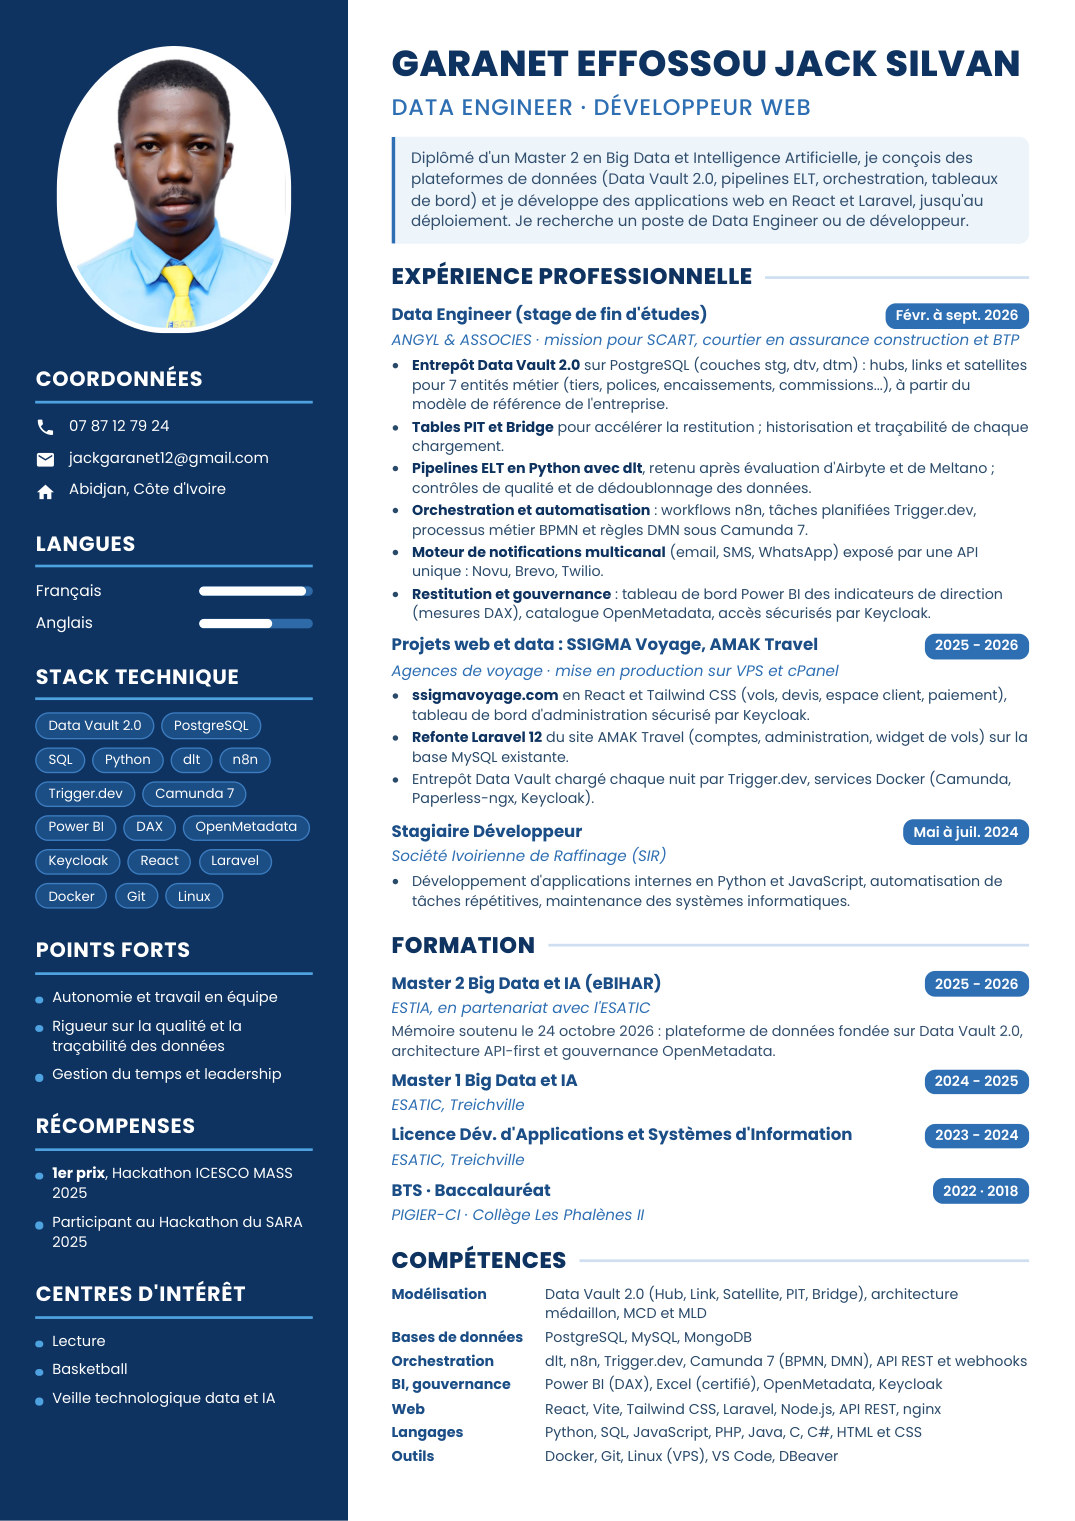 COORDONNÉES
07 87 12 79 24
jackgaranet12@gmail.com
Abidjan, Côte d'Ivoire
LANGUES
Français
Anglais
STACK TECHNIQUE
Data Vault 2.0 PostgreSQL
SQL Python dlt n8n
Trigger.dev Camunda 7
Power BI DAX OpenMetadata
Keycloak React Laravel
Docker Git Linux
POINTS FORTS
Autonomie et travail en équipe
Rigueur sur la qualité et la
traçabilité des données
Gestion du temps et leadership
RÉCOMPENSES
1er prix, Hackathon ICESCO MASS
2025
Participant au Hackathon du SARA
2025
CENTRES D'INTÉRÊT
Lecture
Basketball
Veille technologique data et IA
GARANET EFFOSSOU JACK SILVAN
DATA ENGINEER · DÉVELOPPEUR WEB
Diplômé d'un Master 2 en Big Data et Intelligence Artificielle, je conçois des
plateformes de données (Data Vault 2.0, pipelines ELT, orchestration, tableaux
de bord) et je développe des applications web en React et Laravel, jusqu'au
déploiement. Je recherche un poste de Data Engineer ou de développeur.
EXPÉRIENCE PROFESSIONNELLE
Data Engineer (stage de fin d'études) Févr. à sept. 2026
ANGYL & ASSOCIES · mission pour SCART, courtier en assurance construction et BTP
• Entrepôt Data Vault 2.0 sur PostgreSQL (couches stg, dtv, dtm) : hubs, links et satellites
pour 7 entités métier (tiers, polices, encaissements, commissions...), à partir du
modèle de référence de l'entreprise.
• Tables PIT et Bridge pour accélérer la restitution ; historisation et traçabilité de chaque
chargement.
• Pipelines ELT en Python avec dlt, retenu après évaluation d'Airbyte et de Meltano ;
contrôles de qualité et de dédoublonnage des données.
• Orchestration et automatisation : workflows n8n, tâches planifiées Trigger.dev,
processus métier BPMN et règles DMN sous Camunda 7.
• Moteur de notifications multicanal (email, SMS, WhatsApp) exposé par une API
unique : Novu, Brevo, Twilio.
• Restitution et gouvernance : tableau de bord Power BI des indicateurs de direction
(mesures DAX), catalogue OpenMetadata, accès sécurisés par Keycloak.
Projets web et data : SSIGMA Voyage, AMAK Travel 2025 - 2026
Agences de voyage · mise en production sur VPS et cPanel
• ssigmavoyage.com en React et Tailwind CSS (vols, devis, espace client, paiement),
tableau de bord d'administration sécurisé par Keycloak.
• Refonte Laravel 12 du site AMAK Travel (comptes, administration, widget de vols) sur la
base MySQL existante.
• Entrepôt Data Vault chargé chaque nuit par Trigger.dev, services Docker (Camunda,
Paperless-ngx, Keycloak).
Stagiaire Développeur Mai à juil. 2024
Société Ivoirienne de Raffinage (SIR)
• Développement d'applications internes en Python et JavaScript, automatisation de
tâches répétitives, maintenance des systèmes informatiques.
FORMATION
Master 2 Big Data et IA (eBIHAR) 2025 - 2026
ESTIA, en partenariat avec l'ESATIC
Mémoire soutenu le 24 octobre 2026 : plateforme de données fondée sur Data Vault 2.0,
architecture API-first et gouvernance OpenMetadata.
Master 1 Big Data et IA 2024 - 2025
ESATIC, Treichville
Licence Dév. d'Applications et Systèmes d'Information 2023 - 2024
ESATIC, Treichville
BTS · Baccalauréat 2022 · 2018
PIGIER-CI · Collège Les Phalènes II
COMPÉTENCES
Modélisation Data Vault 2.0 (Hub, Link, Satellite, PIT, Bridge), architecture
médaillon, MCD et MLD
Bases de données PostgreSQL, MySQL, MongoDB
Orchestration dlt, n8n, Trigger.dev, Camunda 7 (BPMN, DMN), API REST et webhooks
BI, gouvernance Power BI (DAX), Excel (certifié), OpenMetadata, Keycloak
Web React, Vite, Tailwind CSS, Laravel, Node.js, API REST, nginx
Langages Python, SQL, JavaScript, PHP, Java, C, C#, HTML et CSS
Outils Docker, Git, Linux (VPS), VS Code, DBeaver